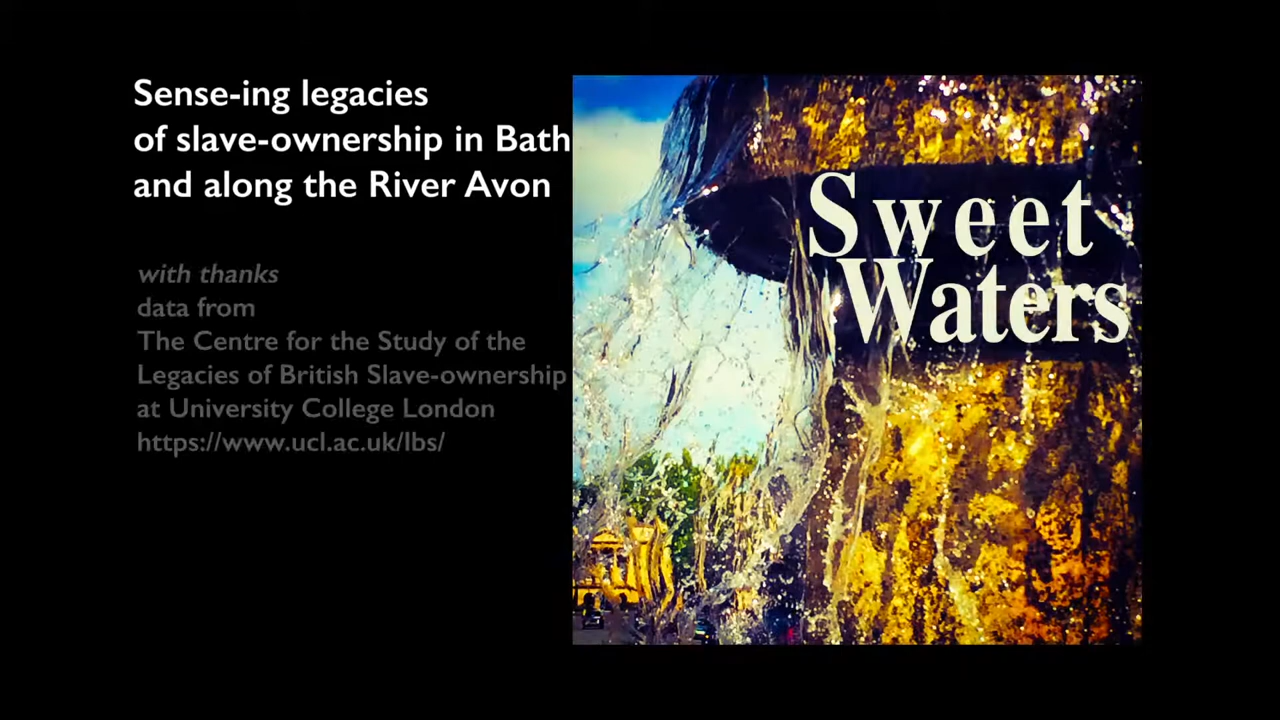 Sense-ing legacies
of slave-ownership in Bath
and along the River Avon
with thanks
data from
The Centre for the Study of the
Legacies of British Slave-ownership
at University College London
https://www.ucl.ac.uk/lbs/
Sweet
Waters